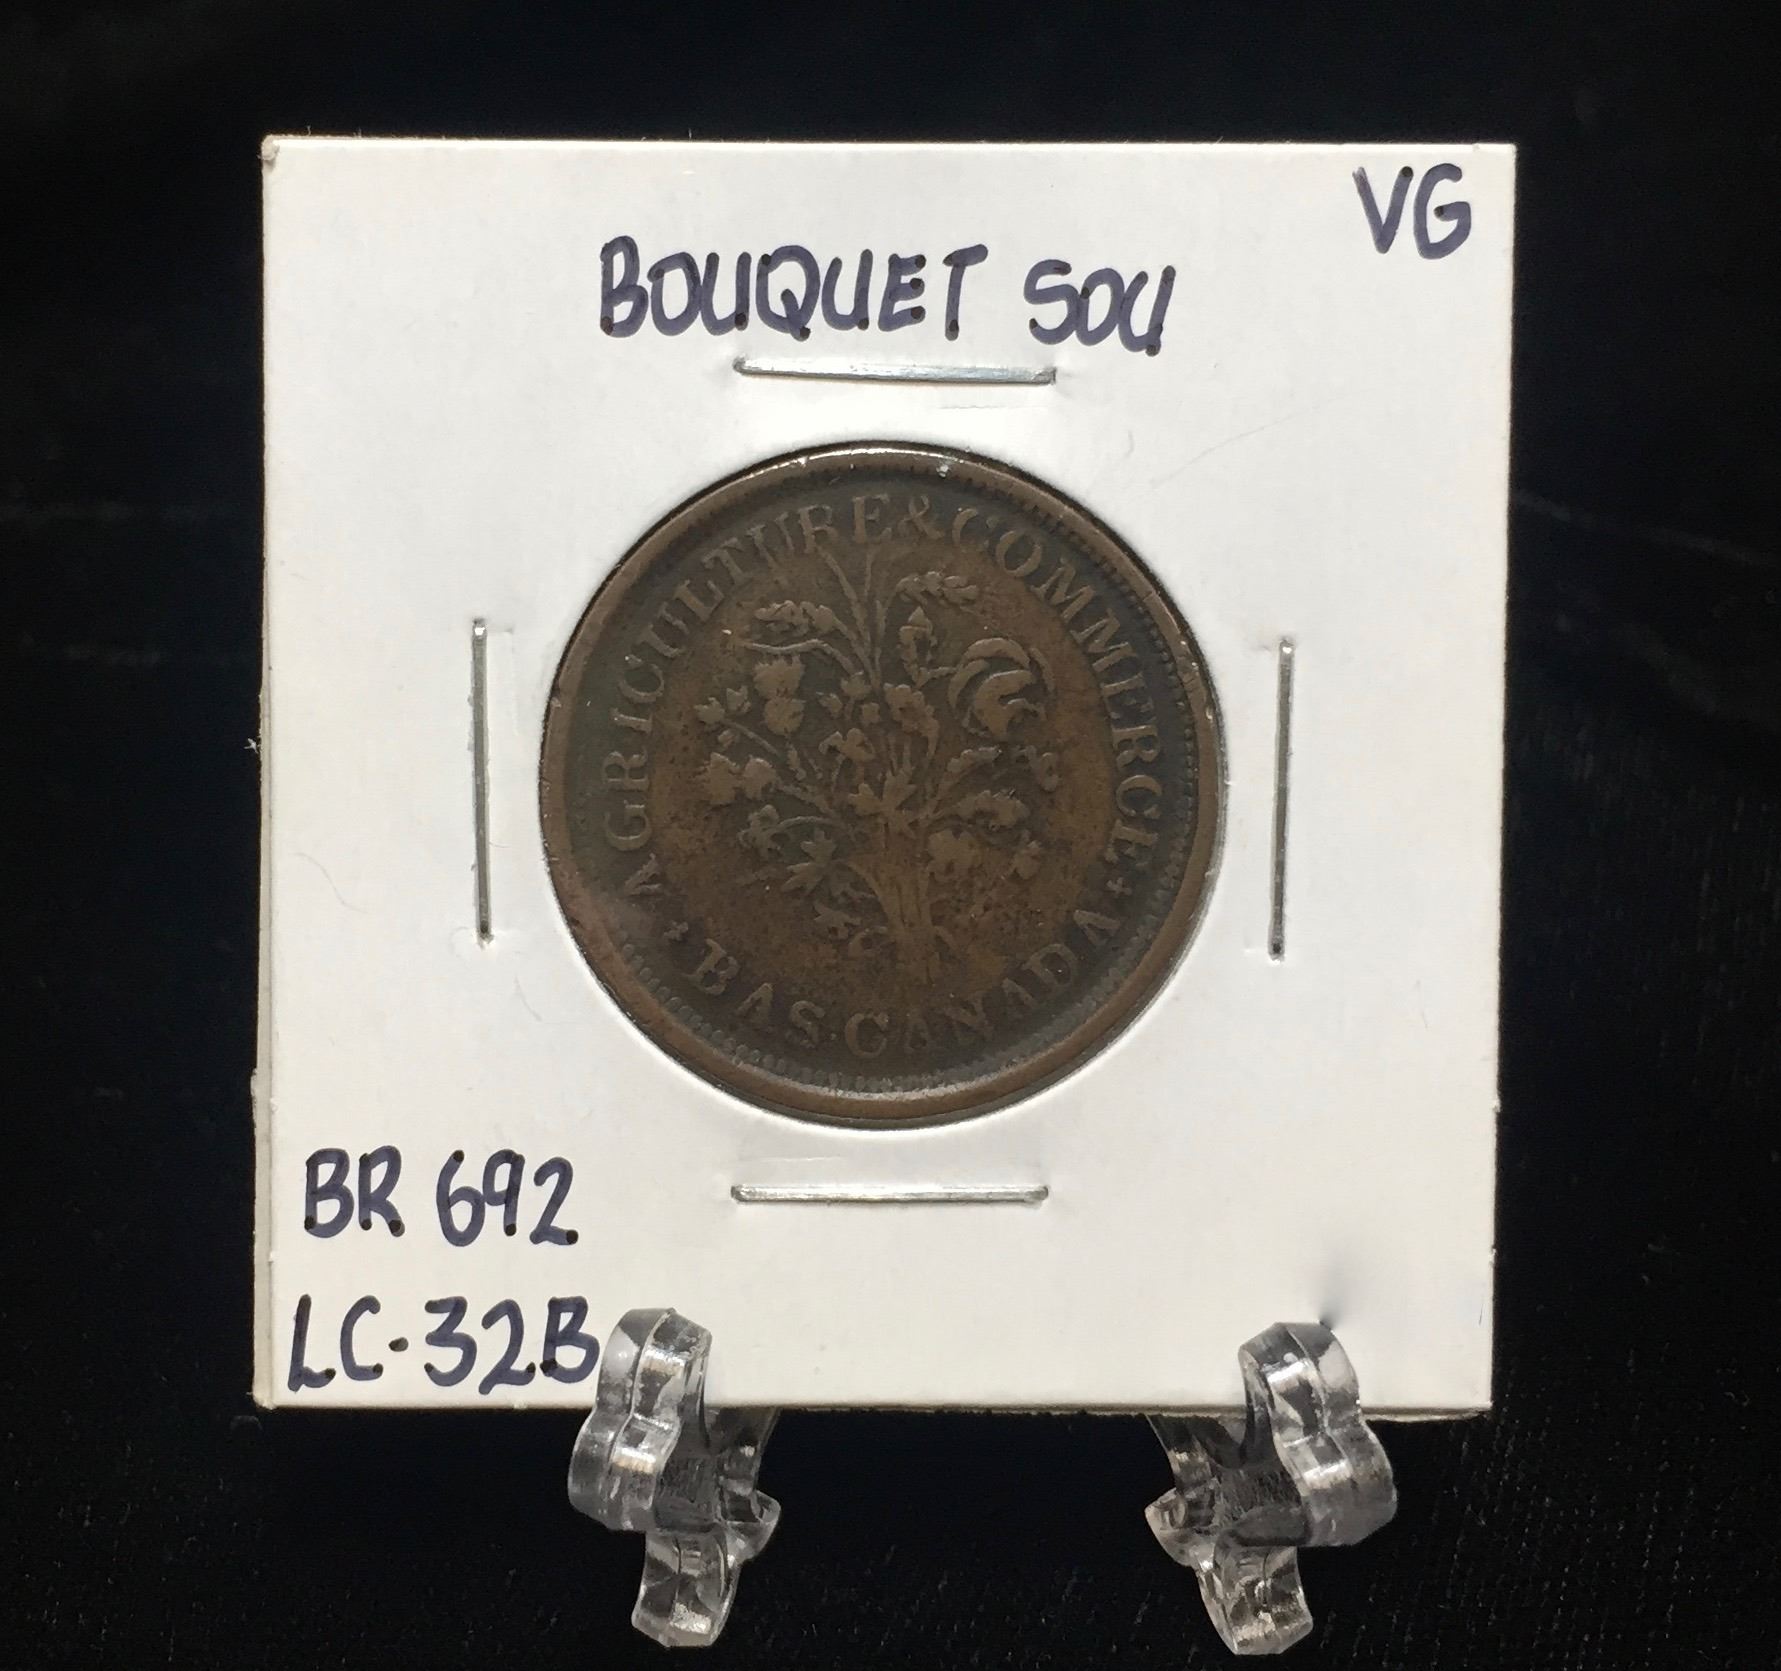 VG
BOUQUET SOU
AGRICULTURE & COMMERCE
BAS·CANADA
BR 692
LC-32B